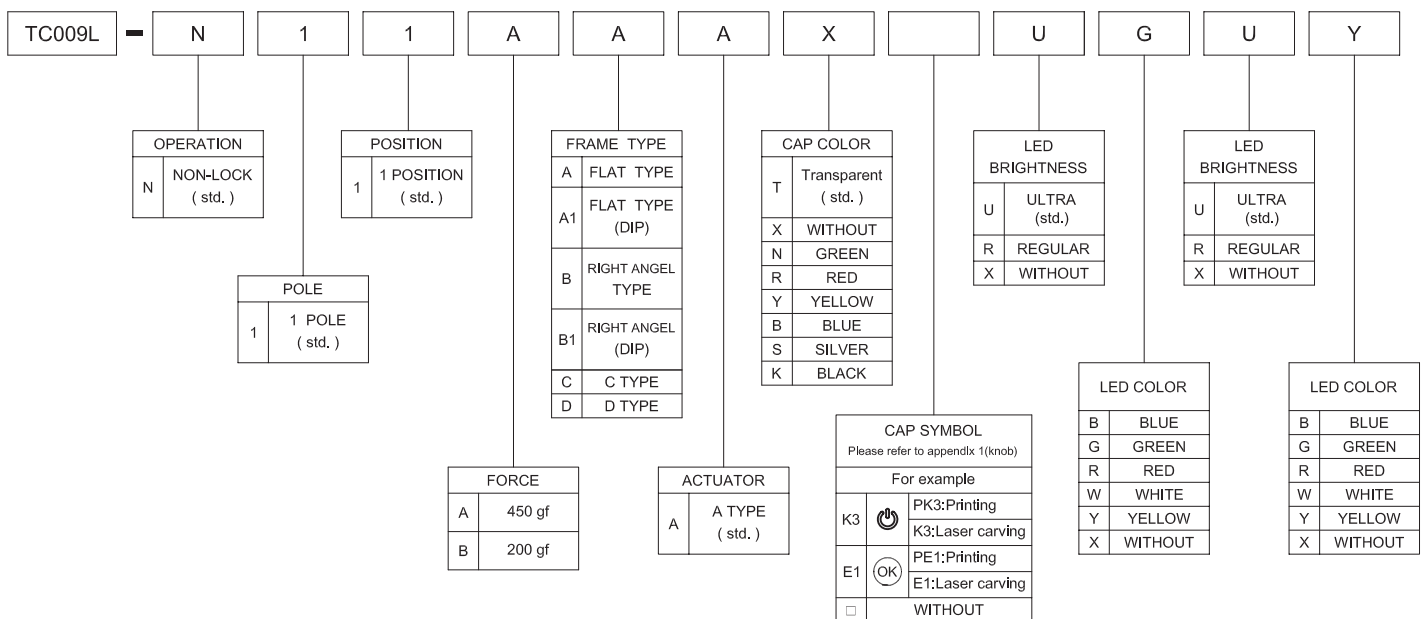 TC009L - N 1 1 A A A X U G U Y
OPERATION
N NON-LOCK
( std. )
POLE
1 1 POLE
( std. )
POSITION
1 1 POSITION
( std. )
FORCE
A 450 gf
B 200 gf
FRAME TYPE
A FLAT TYPE
A1 FLAT TYPE
(DIP)
B RIGHT ANGEL
TYPE
B1 RIGHT ANGEL
(DIP)
C C TYPE
D D TYPE
ACTUATOR
A A TYPE
( std. )
CAP COLOR
T Transparent
( std. )
X WITHOUT
N GREEN
R RED
Y YELLOW
B BLUE
S SILVER
K BLACK
CAP SYMBOL
Please refer to appendlx 1(knob)
For example
K3 PK3:Printing
K3:Laser carving
E1 OK PE1:Printing
E1:Laser carving
□ WITHOUT
LED
BRIGHTNESS
U ULTRA
(std.)
R REGULAR
X WITHOUT
LED COLOR
B BLUE
G GREEN
R RED
W WHITE
Y YELLOW
X WITHOUT
LED
BRIGHTNESS
U ULTRA
(std.)
R REGULAR
X WITHOUT
LED COLOR
B BLUE
G GREEN
R RED
W WHITE
Y YELLOW
X WITHOUT